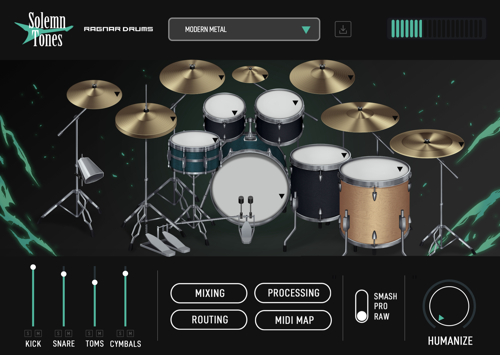 Solemn
Tones
RAGNAR DRUMS
MODERN METAL
SMASH
MIXING
PROCESSING
PRO
RAW
ROUTING
MIDI MAP
S M
S M
S M
S M
KICK
SNARE
TOMS
CYMBALS
HUMANIZE